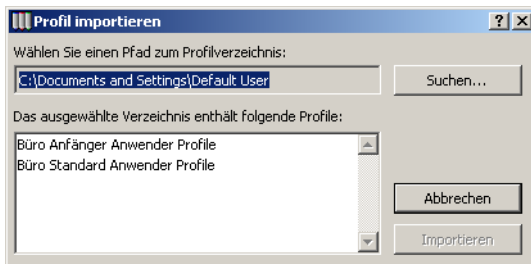 Profil importieren
Wählen Sie einen Pfad zum Profilverzeichnis:
C:\Documents and Settings\Default User
Suchen...
Das ausgewählte Verzeichnis enthält folgende Profile:
Büro Anfänger Anwender Profile
Büro Standard Anwender Profile
Abbrechen
Importieren